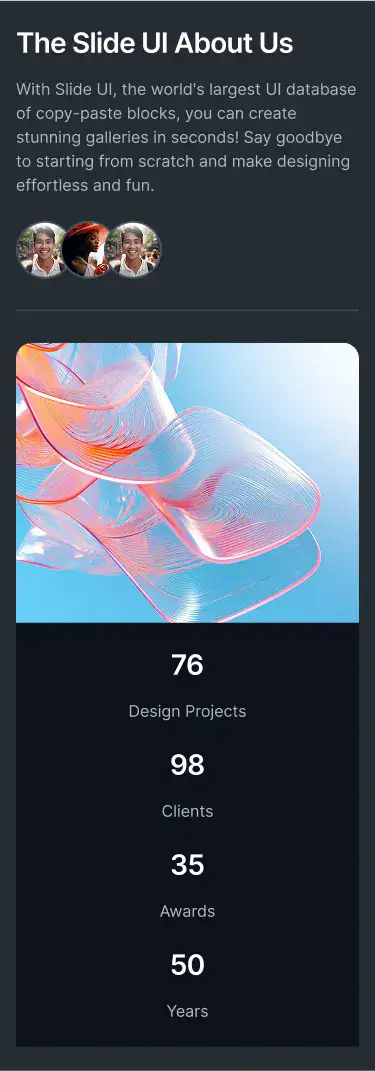 The Slide UI About Us
With Slide UI, the world's largest UI database
of copy-paste blocks, you can create
stunning galleries in seconds! Say goodbye
to starting from scratch and make designing
effortless and fun.
76
Design Projects
98
Clients
35
Awards
50
Years